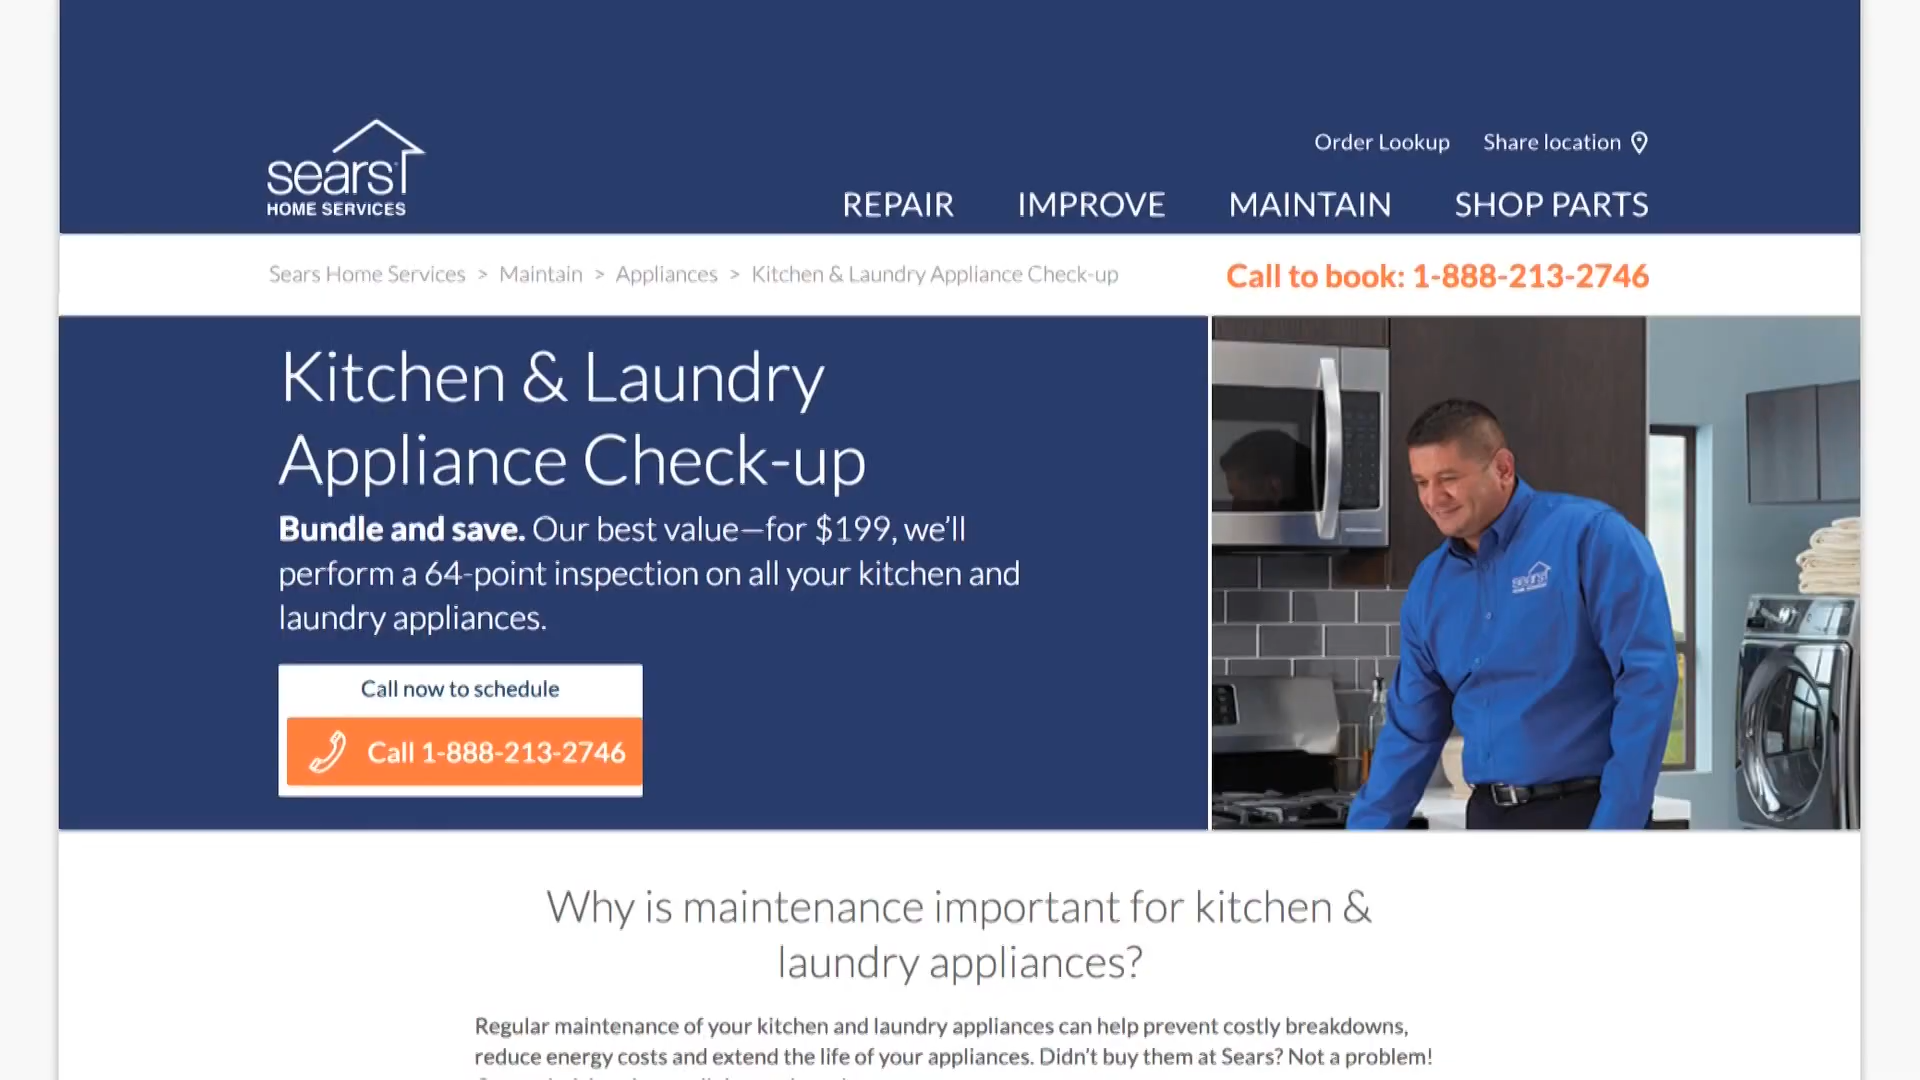 Order Lookup Share location
sears
HOME SERVICES
REPAIR IMPROVE MAINTAIN SHOP PARTS
Sears Home Services > Maintain > Appliances > Kitchen & Laundry Appliance Check-up
Call to book: 1-888-213-2746
Kitchen & Laundry
Appliance Check-up
Bundle and save. Our best value—for $199, we'll
perform a 64-point inspection on all your kitchen and
laundry appliances.
Call now to schedule
Call 1-888-213-2746
sears
HOME SERVICES
Why is maintenance important for kitchen &
laundry appliances?
Regular maintenance of your kitchen and laundry appliances can help prevent costly breakdowns,
reduce energy costs and extend the life of your appliances. Didn't buy them at Sears? Not a problem!